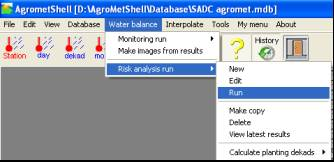 AgrometShell [D:\AgroMetShell\Database\SADC agromet.mdb]
File Edit View Database Water balance Interpolate Tools My menu About
Monitoring run
Make images from results
Risk analysis run
Station day dekad
? History
New
Edit
Run
Make copy
Delete
View latest results
Calculate planting dekads